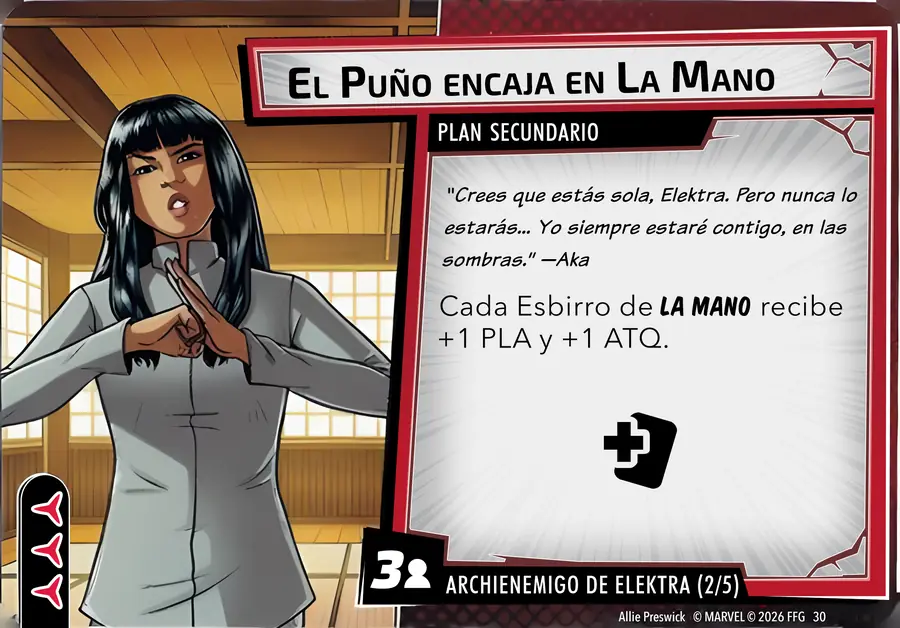 El Puño encaja en La Mano
PLAN SECUNDARIO
"Crees que estás sola, Elektra. Pero nunca lo
estarás... Yo siempre estaré contigo, en las
sombras." —Aka
Cada Esbirro de LA MANO recibe
+1 PLA y +1 ATQ.
3
ARCHIENEMIGO DE ELEKTRA (2/5)
Allie Preswick © MARVEL © 2026 FFG 30